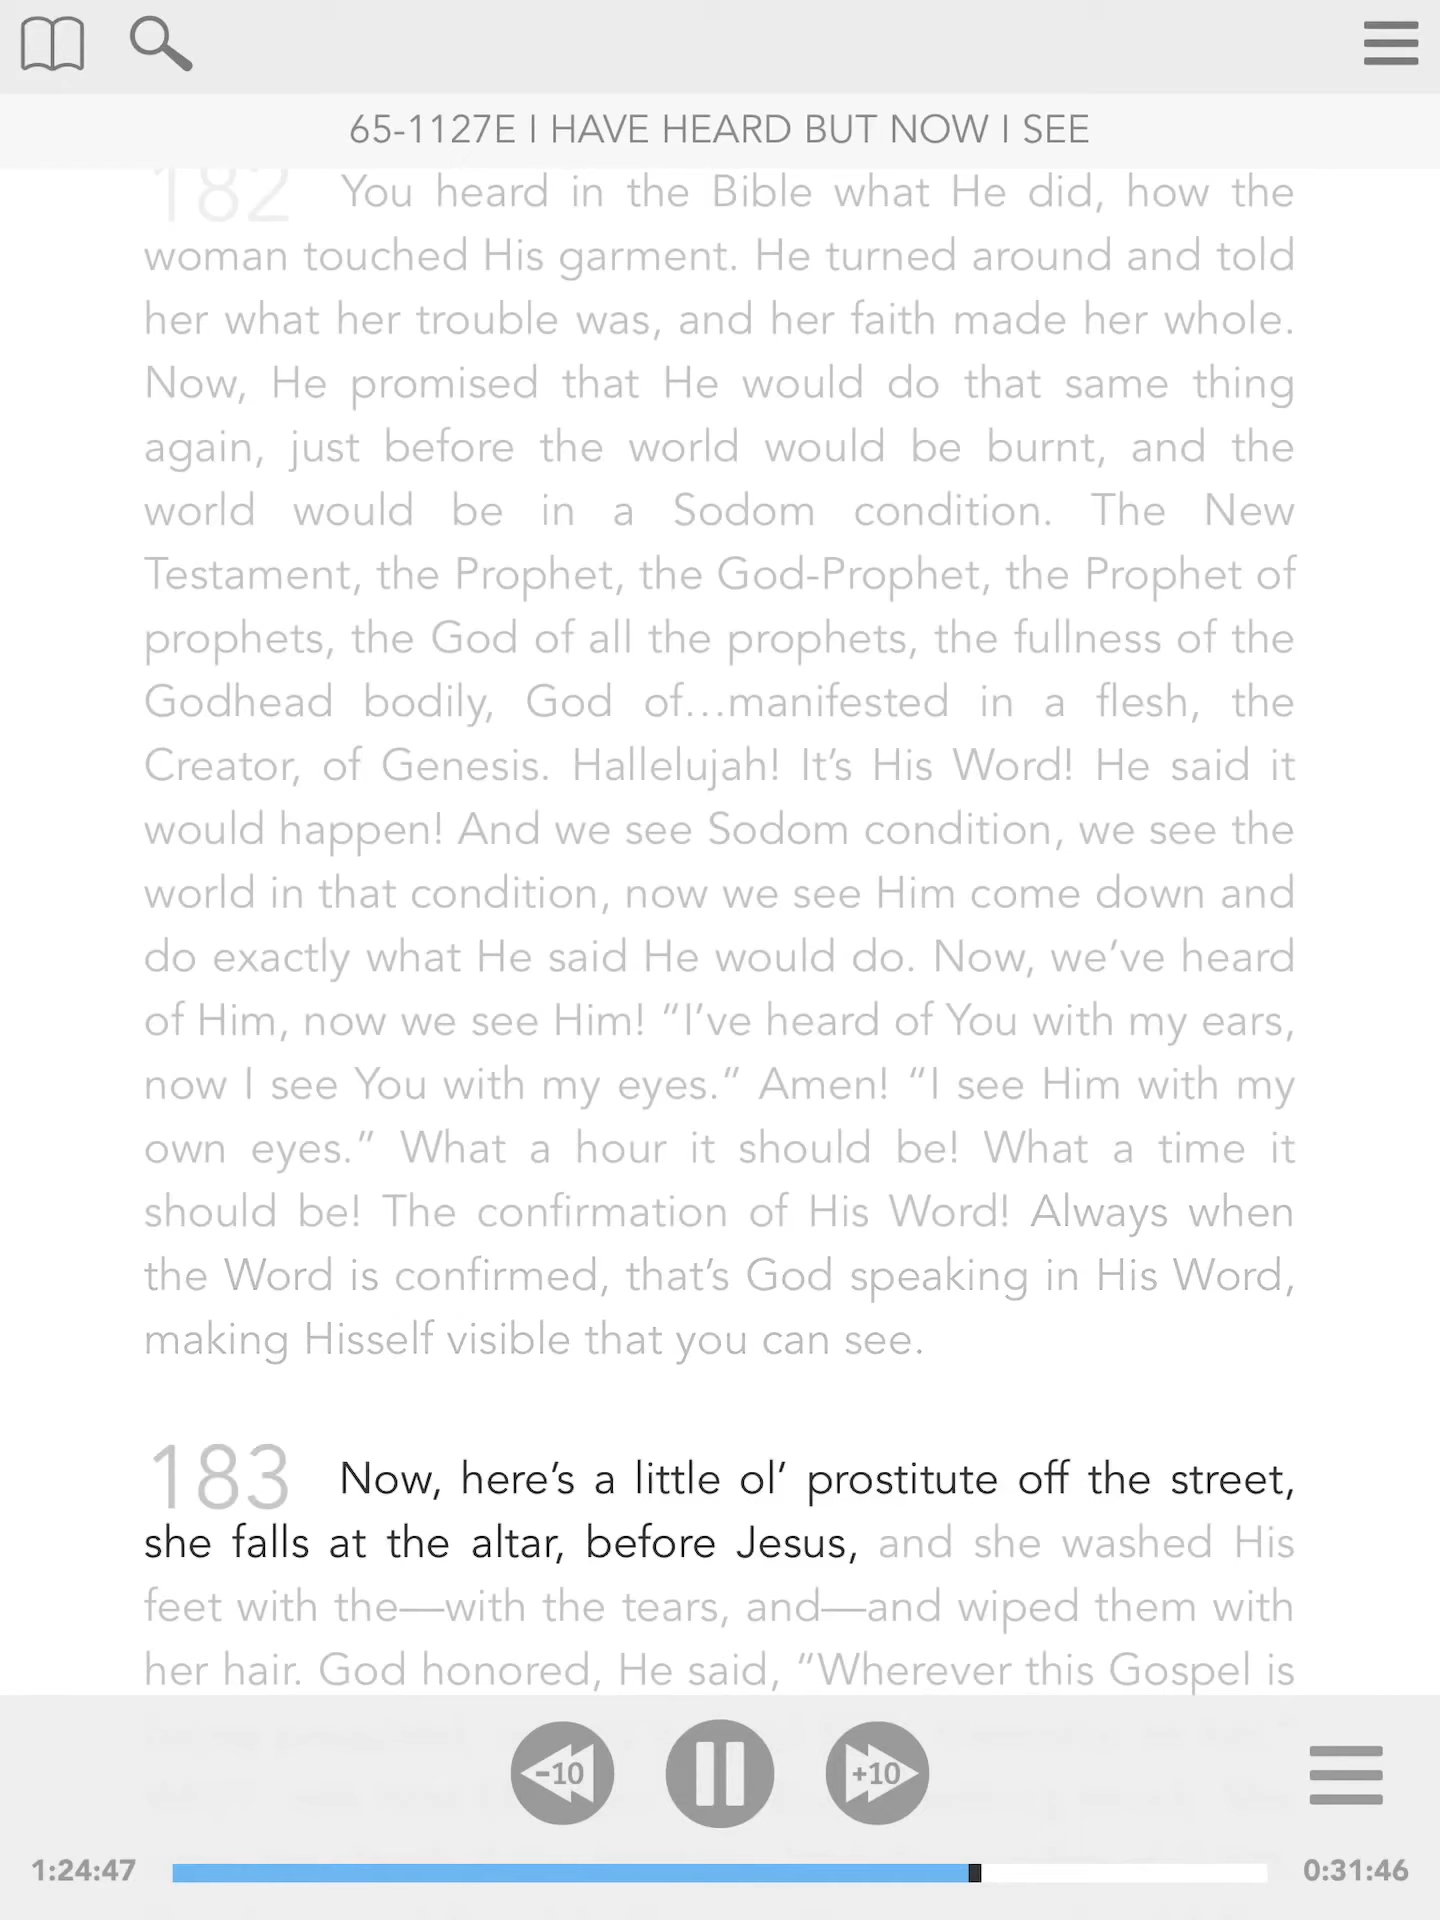 65-1127E I HAVE HEARD BUT NOW I SEE
182 You heard in the Bible what He did, how the
woman touched His garment. He turned around and told
her what her trouble was, and her faith made her whole.
Now, He promised that He would do that same thing
again, just before the world would be burnt, and the
world would be in a Sodom condition. The New
Testament, the Prophet, the God-Prophet, the Prophet of
prophets, the God of all the prophets, the fullness of the
Godhead bodily, God of…manifested in a flesh, the
Creator, of Genesis. Hallelujah! It’s His Word! He said it
would happen! And we see Sodom condition, we see the
world in that condition, now we see Him come down and
do exactly what He said He would do. Now, we’ve heard
of Him, now we see Him! “I’ve heard of You with my ears,
now I see You with my eyes.” Amen! “I see Him with my
own eyes.” What a hour it should be! What a time it
should be! The confirmation of His Word! Always when
the Word is confirmed, that’s God speaking in His Word,
making Hisself visible that you can see.
183 Now, here’s a little ol’ prostitute off the street,
she falls at the altar, before Jesus, and she washed His
feet with the—with the tears, and—and wiped them with
her hair. God honored, He said, “Wherever this Gospel is
-10
+10
1:24:47
0:31:46